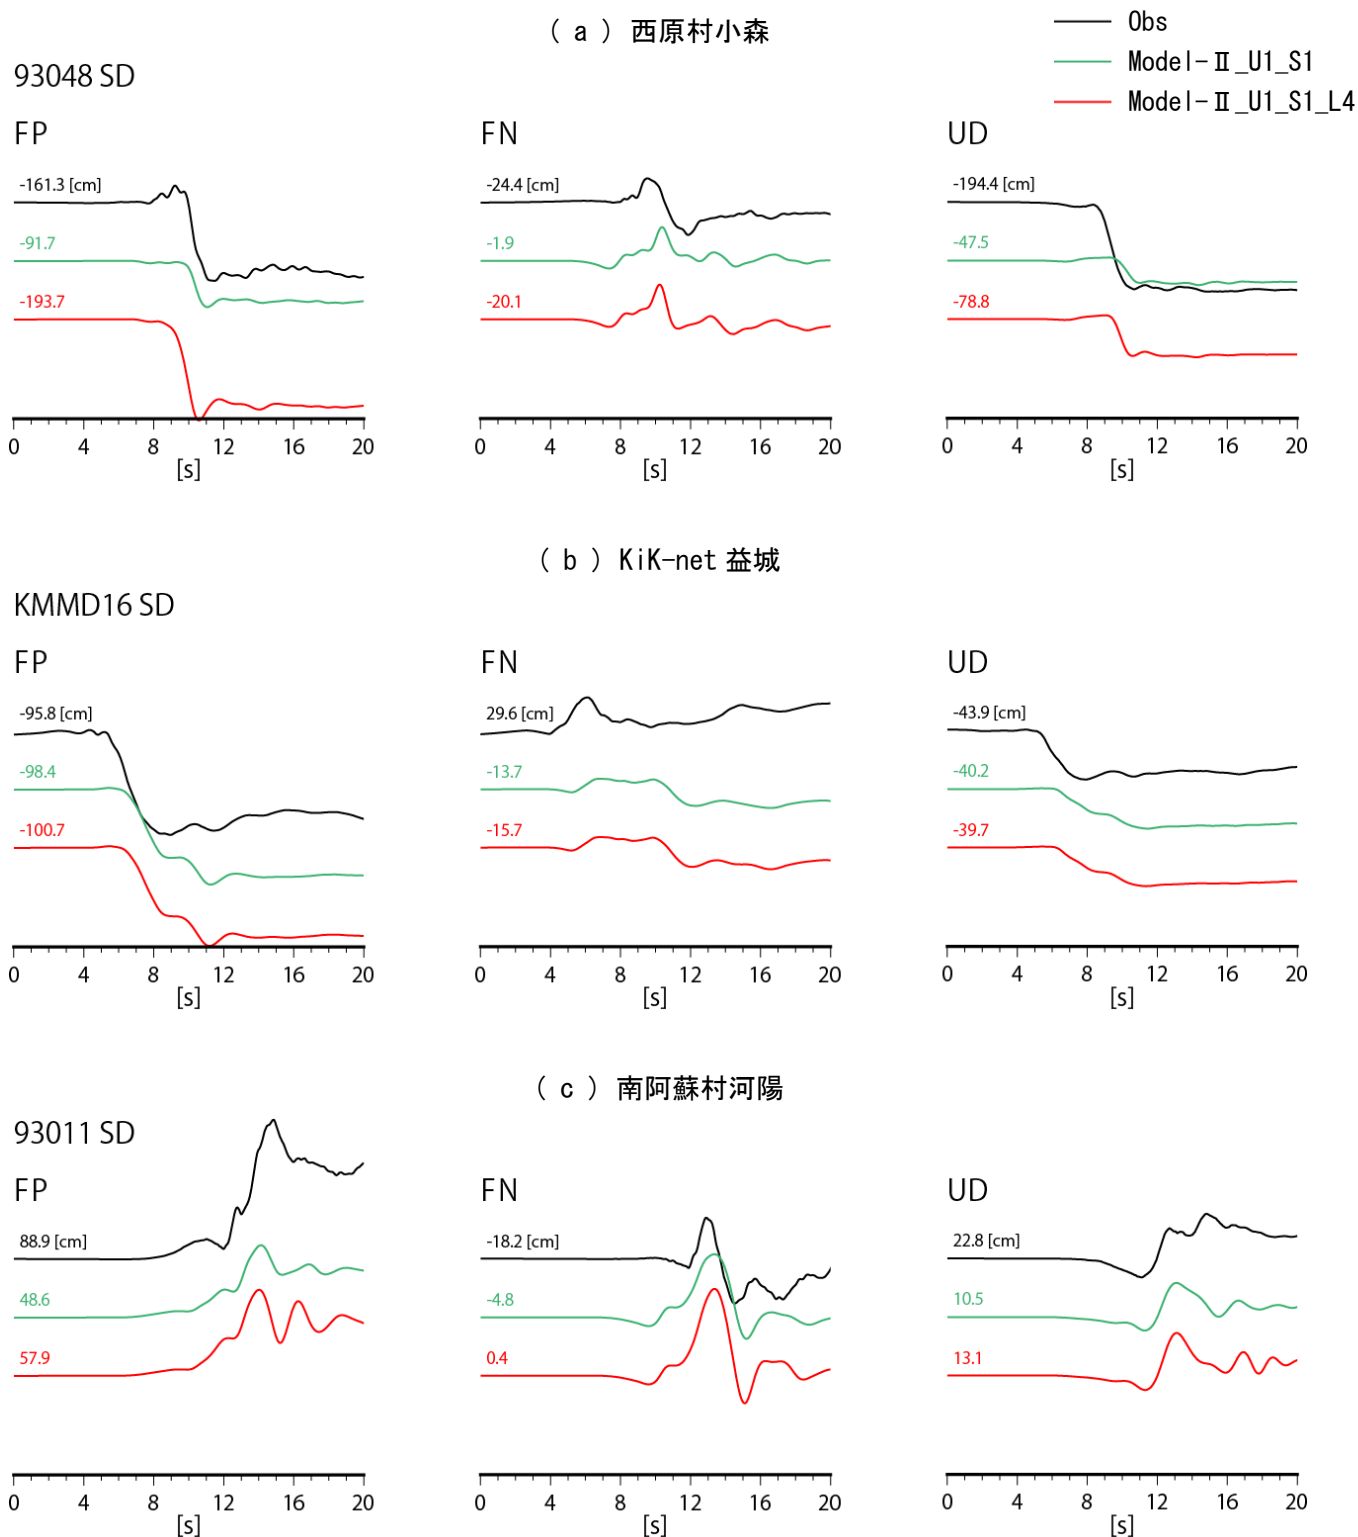 ( a ) 西原村小森
Obs
Model-Ⅱ_U1_S1
Model-Ⅱ_U1_S1_L4
93048 SD
FP
FN
UD
-161.3 [cm]
-91.7
-193.7
-24.4 [cm]
-1.9
-20.1
-194.4 [cm]
-47.5
-78.8
0 4 8 12 16 20
[s]
0 4 8 12 16 20
[s]
0 4 8 12 16 20
[s]
( b ) KiK-net 益城
KMMD16 SD
FP
FN
UD
-95.8 [cm]
-98.4
-100.7
29.6 [cm]
-13.7
-15.7
-43.9 [cm]
-40.2
-39.7
0 4 8 12 16 20
[s]
0 4 8 12 16 20
[s]
0 4 8 12 16 20
[s]
( c ) 南阿蘇村河陽
93011 SD
FP
FN
UD
88.9 [cm]
48.6
57.9
-18.2 [cm]
-4.8
0.4
22.8 [cm]
10.5
13.1
0 4 8 12 16 20
[s]
0 4 8 12 16 20
[s]
0 4 8 12 16 20
[s]